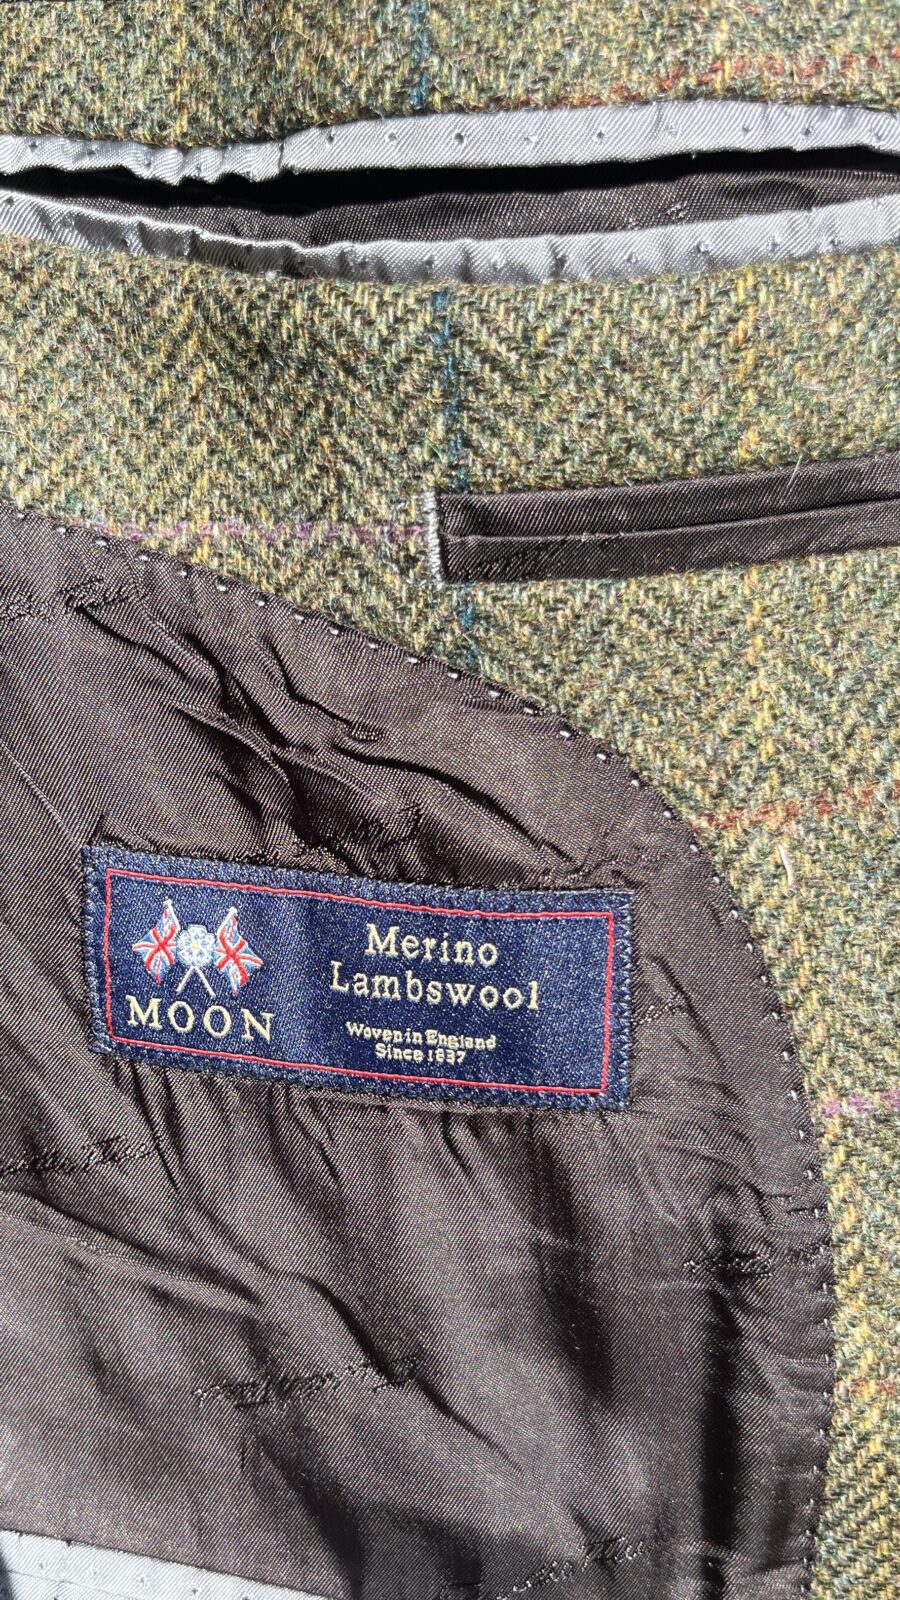 MOON
Merino
Lambswool
Woven in England
Since 1837